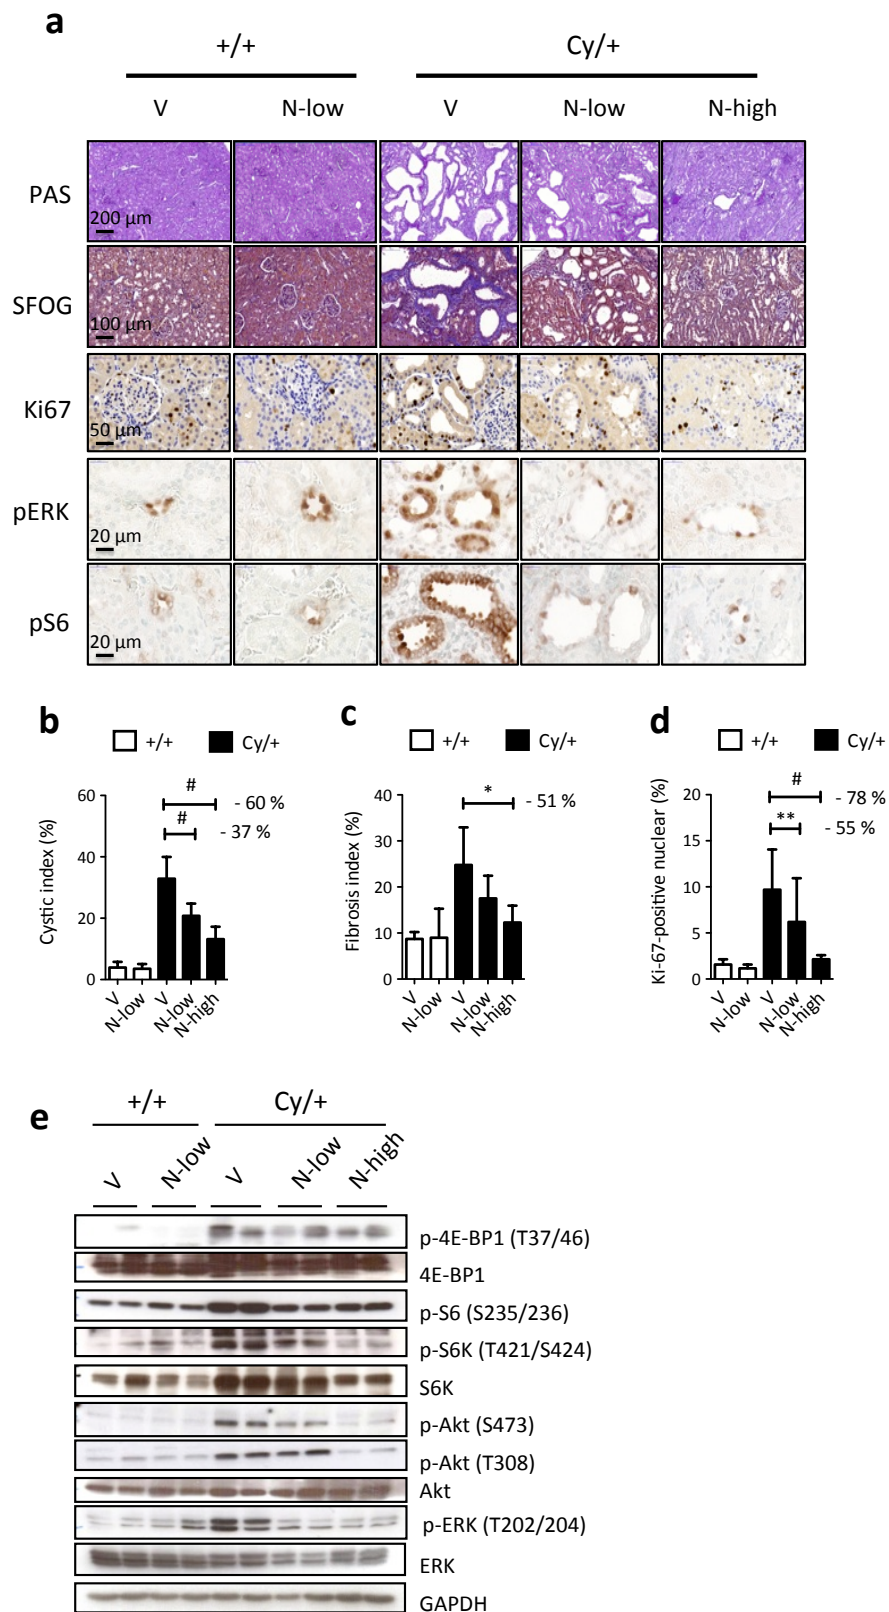 a
+/+ Cy/+
V N-low V N-low N-high
PAS
200 µm
SFOG
100 µm
Ki67
50 µm
pERK
20 µm
pS6
20 µm
b
+/+ Cy/+
Cystic index (%)
60
40
20
0
#
- 60 %
#
- 37 %
V N-low V N-low N-high
c
+/+ Cy/+
Fibrosis index (%)
40
30
20
10
0
*
- 51 %
V N-low V N-low N-high
d
+/+ Cy/+
Ki-67-positive nuclear (%)
20
15
10
5
0
#
- 78 %
**
- 55 %
V N-low V N-low N-high
e
+/+ Cy/+
V N-low V N-low N-high
p-4E-BP1 (T37/46)
4E-BP1
p-S6 (S235/236)
p-S6K (T421/S424)
S6K
p-Akt (S473)
p-Akt (T308)
Akt
p-ERK (T202/204)
ERK
GAPDH